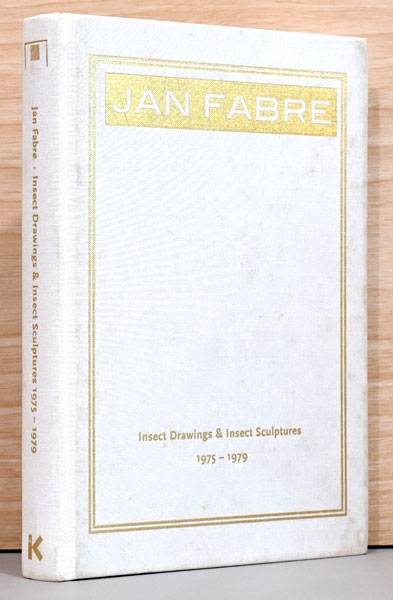 JAN FABRE
Insect Drawings & Insect Sculptures
1975 – 1979
Jan Fabre · Insect Drawings & Insect Sculptures 1975 – 1979
K